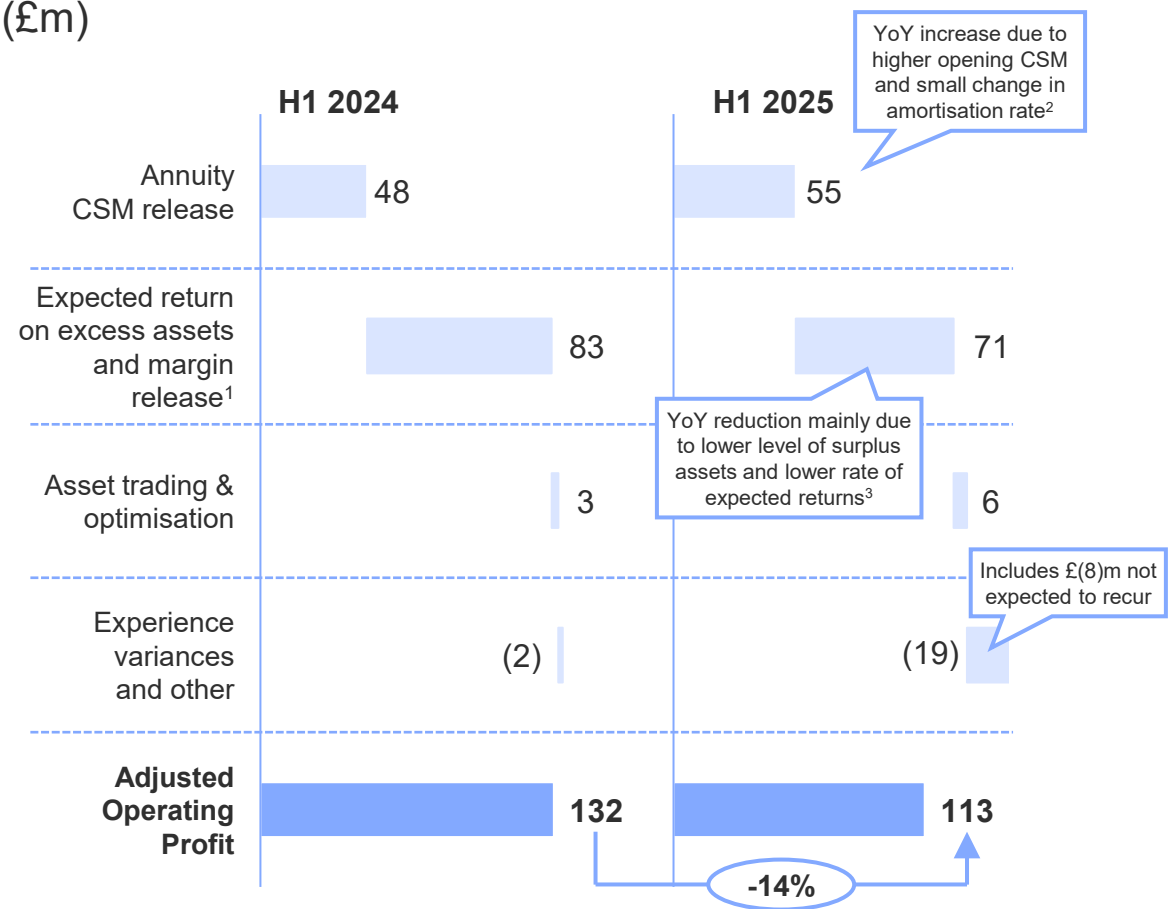 (£m)
H1 2024
H1 2025
YoY increase due to
higher opening CSM
and small change in
amortisation rate²
Annuity
CSM release
48
55
Expected return
on excess assets
and margin
release¹
83
71
YoY reduction mainly due
to lower level of surplus
assets and lower rate of
expected returns³
Asset trading &
optimisation
3
6
Includes £(8)m not
expected to recur
Experience
variances
and other
(2)
(19)
Adjusted
Operating
Profit
132
113
-14%